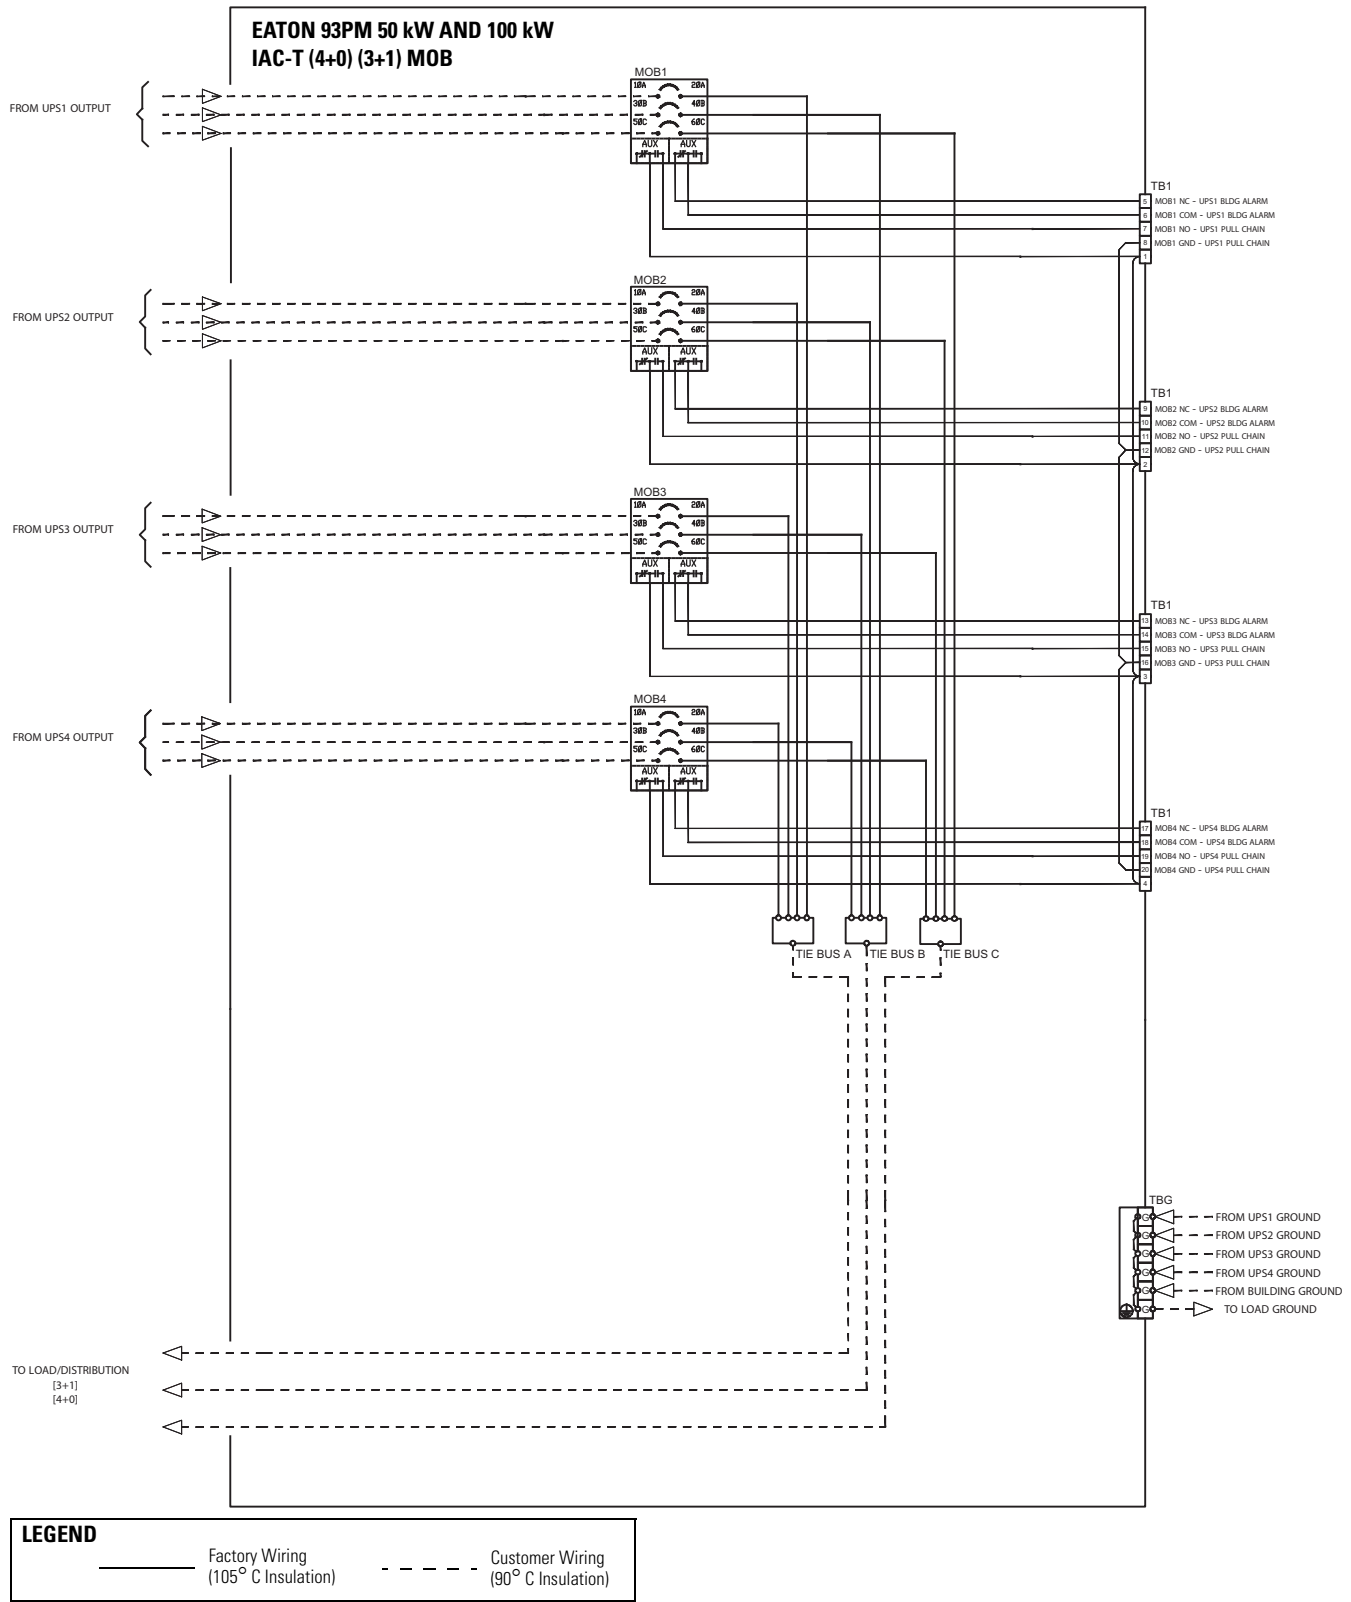 EATON 93PM 50 kW AND 100 kW
IAC-T (4+0) (3+1) MOB
FROM UPS1 OUTPUT
MOB1
10A 20A
30B 40B
50C 60C
AUX AUX
TB1
5 MOB1 NC - UPS1 BLDG ALARM
6 MOB1 COM - UPS1 BLDG ALARM
7 MOB1 NO - UPS1 PULL CHAIN
8 MOB1 GND - UPS1 PULL CHAIN
1
FROM UPS2 OUTPUT
MOB2
10A 20A
30B 40B
50C 60C
AUX AUX
TB1
9 MOB2 NC - UPS2 BLDG ALARM
10 MOB2 COM - UPS2 BLDG ALARM
11 MOB2 NO - UPS2 PULL CHAIN
12 MOB2 GND - UPS2 PULL CHAIN
2
FROM UPS3 OUTPUT
MOB3
10A 20A
30B 40B
50C 60C
AUX AUX
TB1
13 MOB3 NC - UPS3 BLDG ALARM
14 MOB3 COM - UPS3 BLDG ALARM
15 MOB3 NO - UPS3 PULL CHAIN
16 MOB3 GND - UPS3 PULL CHAIN
3
FROM UPS4 OUTPUT
MOB4
10A 20A
30B 40B
50C 60C
AUX AUX
TB1
17 MOB4 NC - UPS4 BLDG ALARM
18 MOB4 COM - UPS4 BLDG ALARM
19 MOB4 NO - UPS4 PULL CHAIN
20 MOB4 GND - UPS4 PULL CHAIN
4
TIE BUS A TIE BUS B TIE BUS C
TBG
G FROM UPS1 GROUND
G FROM UPS2 GROUND
G FROM UPS3 GROUND
G FROM UPS4 GROUND
G FROM BUILDING GROUND
G TO LOAD GROUND
TO LOAD/DISTRIBUTION
[3+1]
[4+0]
LEGEND
Factory Wiring
(105° C Insulation)
Customer Wiring
(90° C Insulation)